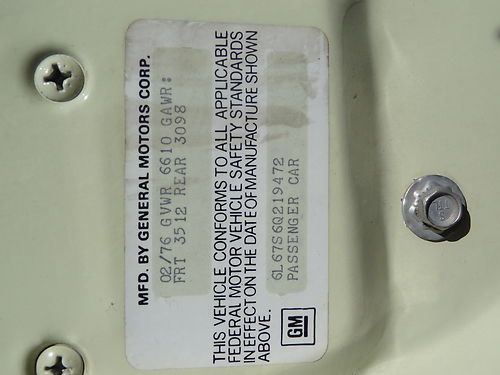 MFD. BY GENERAL MOTORS CORP.
02/76 GVWR 6610 GAWR:
FRT 3512 REAR 3098
THIS VEHICLE CONFORMS TO ALL APPLICABLE
FEDERAL MOTOR VEHICLE SAFETY STANDARDS
IN EFFECT ON THE DATE OF MANUFACTURE SHOWN
ABOVE.
6L67S6Q219472
PASSENGER CAR
GM